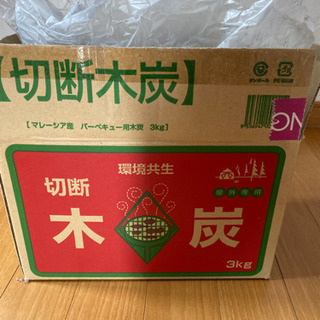 【切断木炭】
[マレーシア産 バーベキュー用木炭 3kg]
環境共生
切断
屋外専用
木炭
3kg